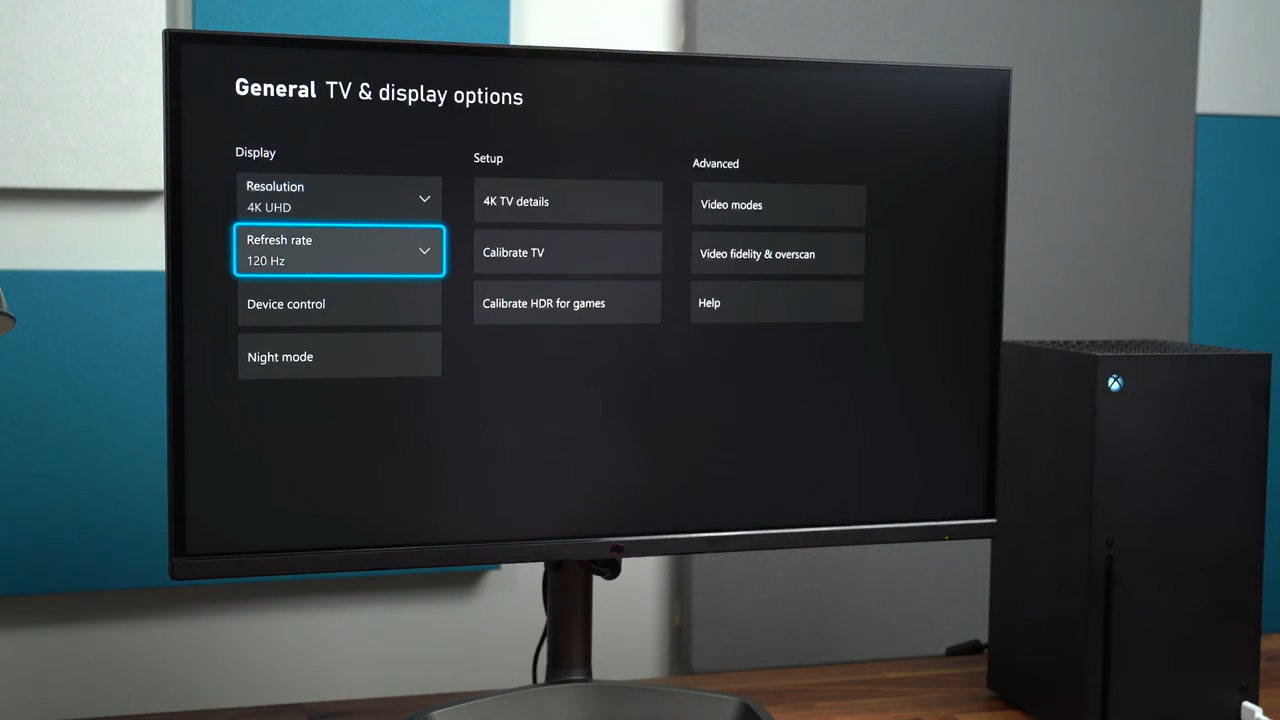 General TV & display options
Display
Resolution
4K UHD
Refresh rate
120 Hz
Device control
Night mode
Setup
4K TV details
Calibrate TV
Calibrate HDR for games
Advanced
Video modes
Video fidelity & overscan
Help